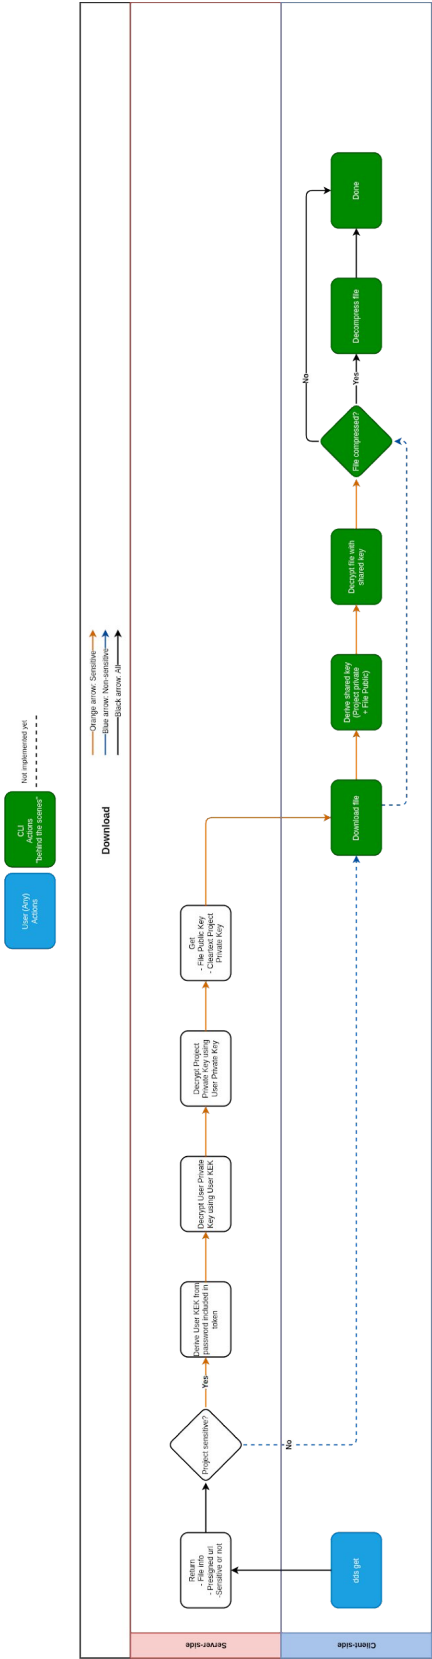 User (Any)
Actions
CLI
Actions
"behind the scenes"
Not implemented yet
Download
Orange arrow: Sensitive
Blue arrow: Non-sensitive
Black arrow: All
Server-side
Return
- File info
- Presigned url
-Sensitive or not
Project sensitive?
Yes
No
Derive User KEK from
password included in
token
Decrypt User Private
Key using User KEK
Decrypt Project
Private Key using
User Private Key
Get
- File Public Key
- Cleartext Project
Private Key
Client-side
dds get
Download file
Derive shared key
(Project private
+ File Public)
Decrypt file with
shared key
File compressed?
Yes
No
Decompress file
Done